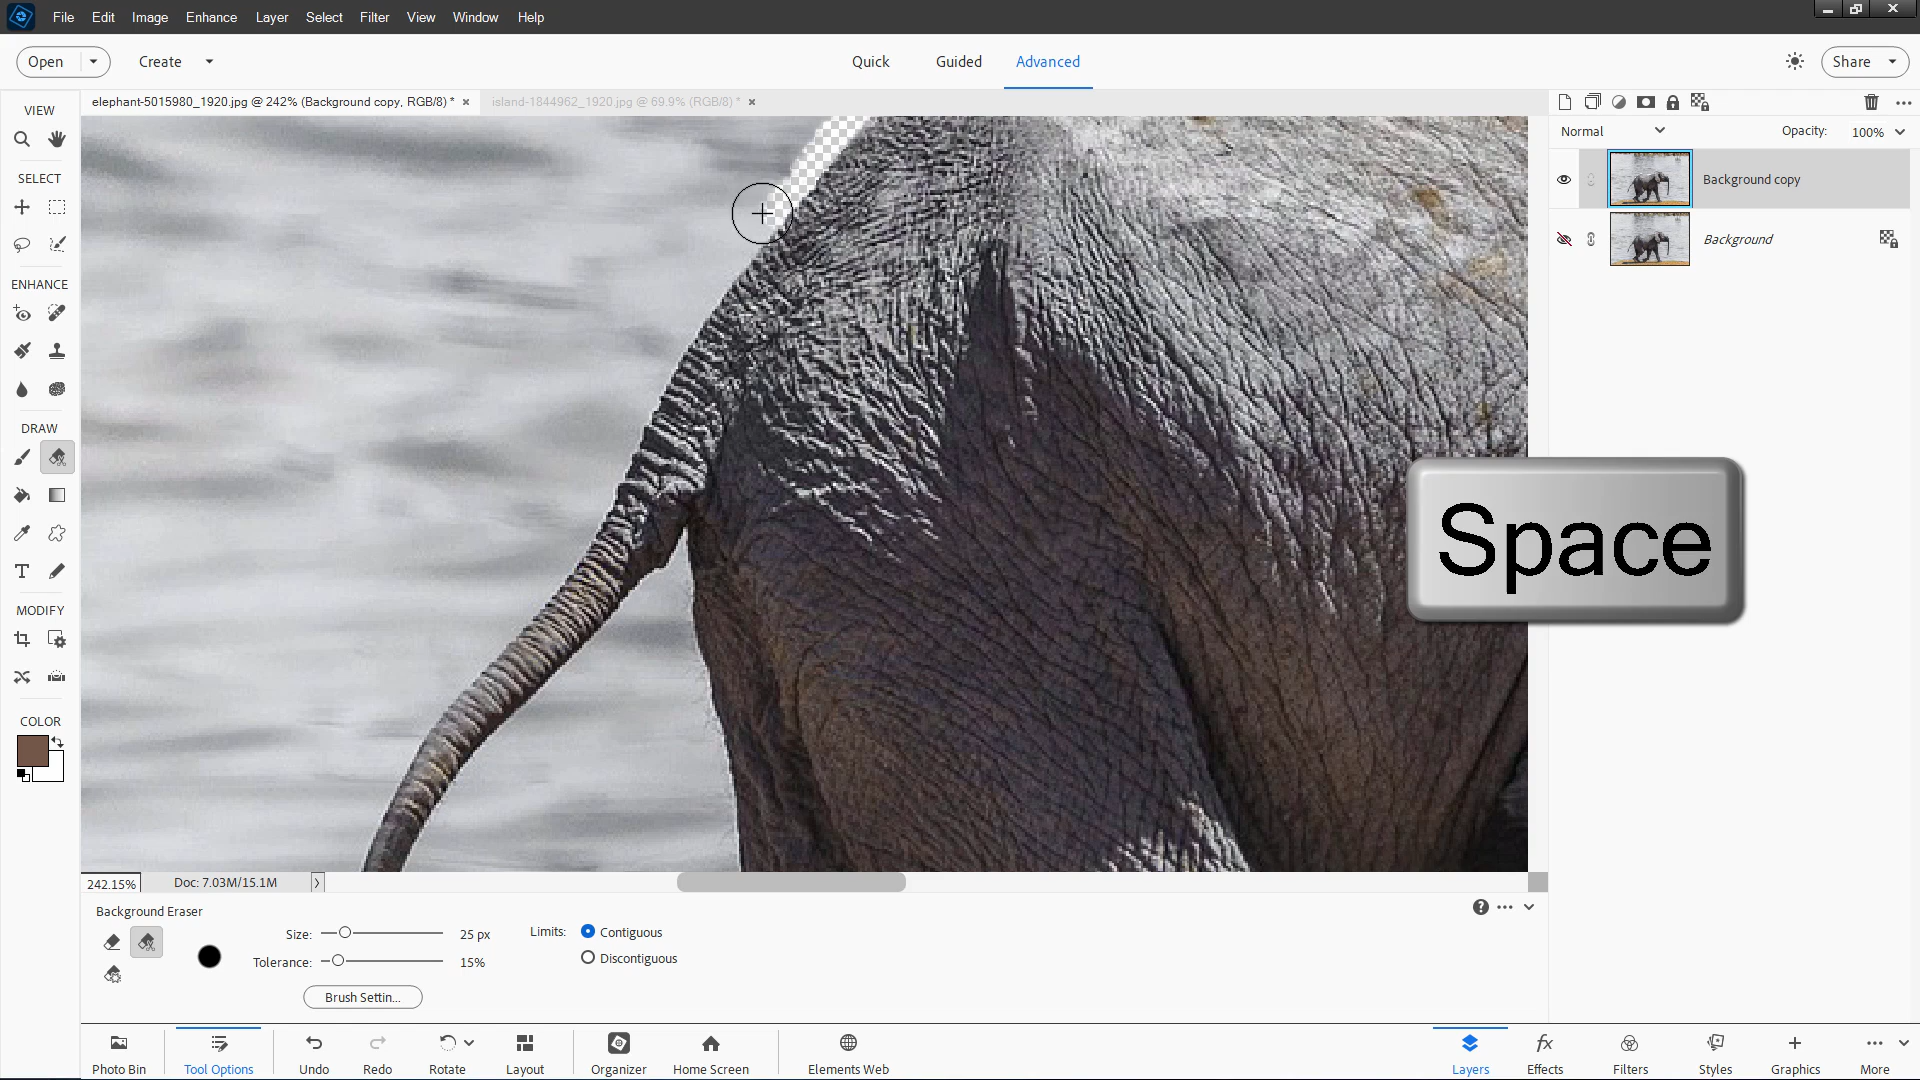 File Edit Image Enhance Layer Select Filter View Window Help
Open Create Quick Guided Advanced Share
elephant-5015980_1920.jpg @ 242% (Background copy, RGB/8) * island-1844962_1920.jpg @ 69.9% (RGB/8) *
VIEW
SELECT
ENHANCE
DRAW
MODIFY
COLOR
Normal Opacity: 100%
Background copy
Background
Space
242.15% Doc: 7.03M/15.1M
Background Eraser
Size: 25 px
Tolerance: 15%
Brush Settin...
Limits: Contiguous
Discontiguous
Photo Bin Tool Options Undo Redo Rotate Layout Organizer Home Screen Elements Web Layers Effects Filters Styles Graphics More